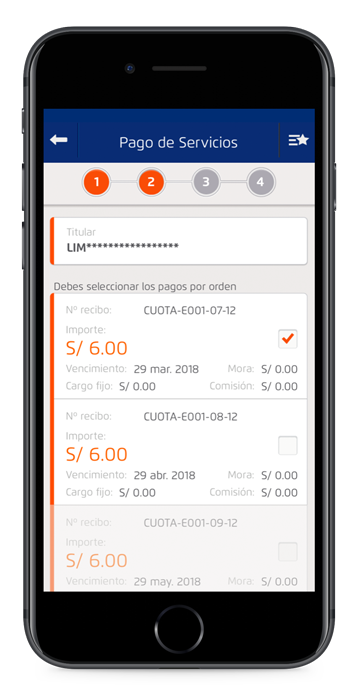 Pago de Servicios
1 2 3 4
Titular
LIM*****************
Debes seleccionar los pagos por orden
Nº recibo: CUOTA-E001-07-12
Importe:
S/ 6.00
Vencimiento: 29 mar. 2018 Mora: S/ 0.00
Cargo fijo: S/ 0.00 Comisión: S/ 0.00
Nº recibo: CUOTA-E001-08-12
Importe:
S/ 6.00
Vencimiento: 29 abr. 2018 Mora: S/ 0.00
Cargo fijo: S/ 0.00 Comisión: S/ 0.00
Nº recibo: CUOTA-E001-09-12
Importe:
S/ 6.00
Vencimiento: 29 may. 2018 Mora: S/ 0.00